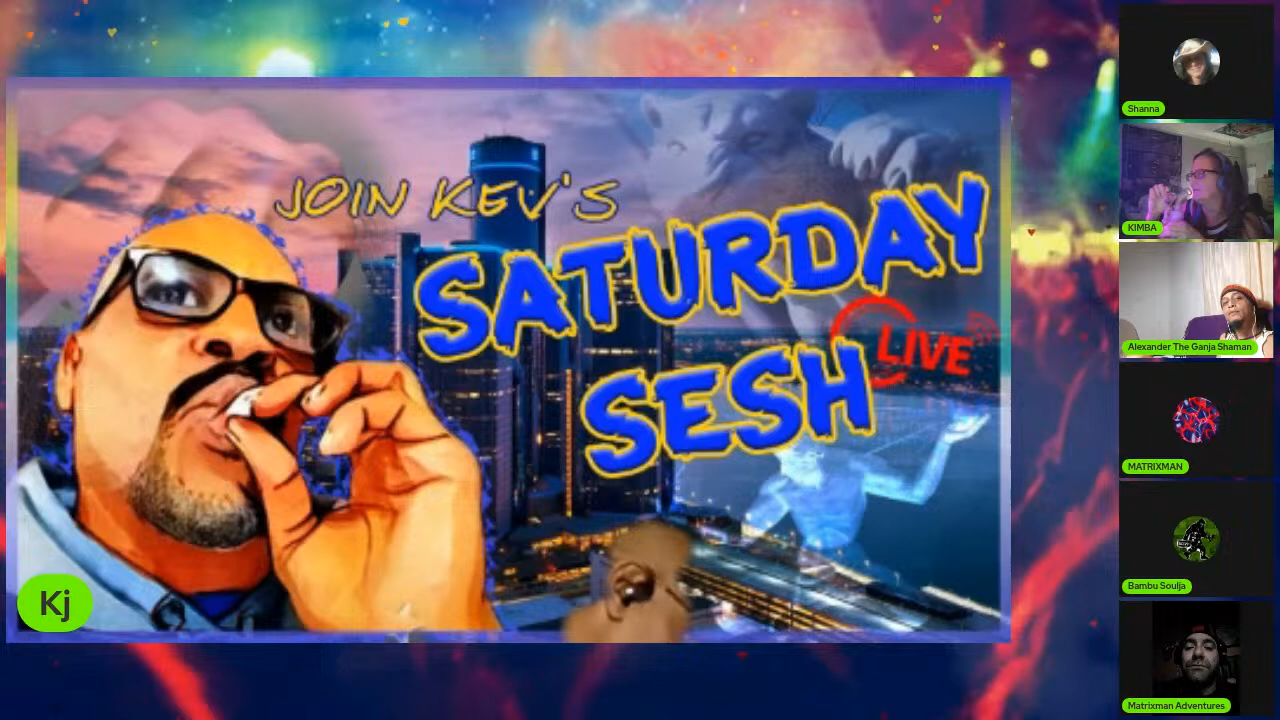 JOIN KEV'S
SATURDAY
SESH
LIVE
Kj
Shanna
KIMBA
Alexander The Ganja Shaman
MATRIXMAN
Bambu Soulja
Matrixman Adventures